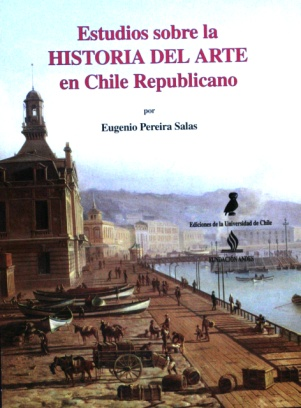 Estudios sobre la
HISTORIA DEL ARTE
en Chile Republicano
por
Eugenio Pereira Salas
Ediciones de la Universidad de Chile
FUNDACIÓN ANDES